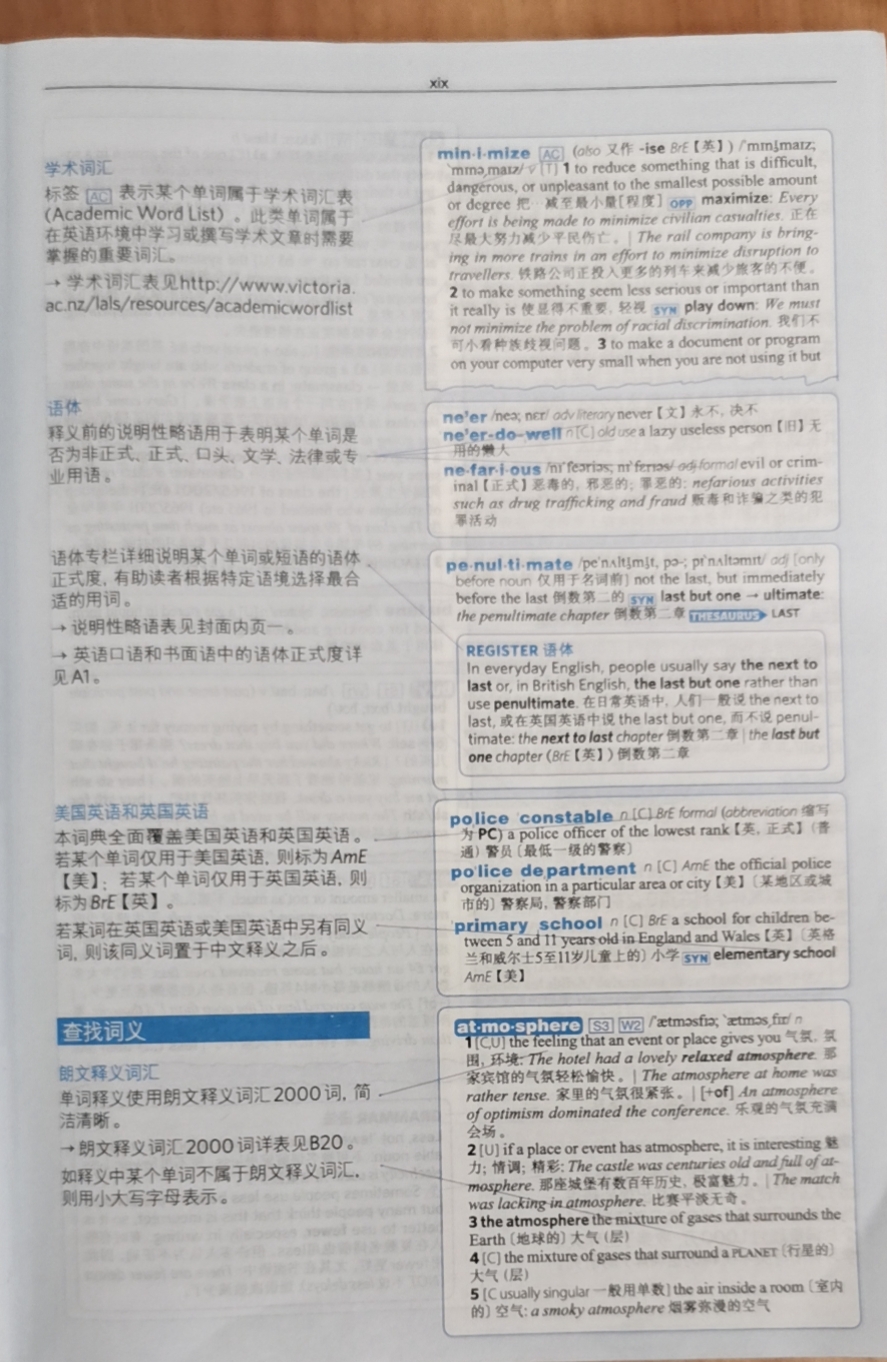 xix
学术词汇
标签 AC 表示某个单词属于学术词汇表
(Academic Word List) 。此类单词属于
在英语环境中学习或撰写学术文章时需要
掌握的重要词汇。
→ 学术词汇表见http://www.victoria.
ac.nz/lals/resources/academicwordlist
min·i·mize AC (also 又作 -ise BrE【英】) /ˈmɪnɪ̯maɪz;
ˈmɪnəˌmaɪz/ v [T] 1 to reduce something that is difficult,
dangerous, or unpleasant to the smallest possible amount
or degree 把…减至最小量[程度] OPP maximize: Every
effort is being made to minimize civilian casualties. 正在
尽最大努力减少平民伤亡。| The rail company is bring-
ing in more trains in an effort to minimize disruption to
travellers. 铁路公司正投入更多的列车来减少旅客的不便。
2 to make something seem less serious or important than
it really is 使显得不重要, 轻视 SYN play down: We must
not minimize the problem of racial discrimination. 我们不
可小看种族歧视问题。3 to make a document or program
on your computer very small when you are not using it but
语体
释义前的说明性略语用于表明某个单词是
否为非正式、正式、口头、文学、法律或专
业用语。
ne'er /neə; nɛr/ adv literary never【文】永不, 决不
ne'er-do-well n [C] old use a lazy useless person【旧】无
用的懒人
ne·far·i·ous /nɪˈfeəriəs; nɪˈfɛrɪəs/ adj formal evil or crim-
inal【正式】恶毒的, 邪恶的; 罪恶的: nefarious activities
such as drug trafficking and fraud 贩毒和诈骗之类的犯
罪活动
语体专栏详细说明某个单词或短语的语体
正式度, 有助读者根据特定语境选择最合
适的用词。
→ 说明性略语表见封面内页一。
→ 英语口语和书面语中的语体正式度详
见A1。
pe·nul·ti·mate /peˈnʌltɪ̯mɪ̯t, pə-; pɪˈnʌltəmɪt/ adj [only
before noun 仅用于名词前] not the last, but immediately
before the last 倒数第二的 SYN last but one → ultimate:
the penultimate chapter 倒数第二章 THESAURUS LAST
REGISTER 语体
In everyday English, people usually say the next to
last or, in British English, the last but one rather than
use penultimate. 在日常英语中, 人们一般说 the next to
last, 或在英国英语中说 the last but one, 而不说 penul-
timate: the next to last chapter 倒数第二章 | the last but
one chapter (BrE【英】) 倒数第二章
美国英语和英国英语
本词典全面覆盖美国英语和英国英语。
若某个单词仅用于美国英语, 则标为 AmE
【美】; 若某个单词仅用于英国英语, 则
标为BrE【英】。
若某词在英国英语或美国英语中另有同义
词, 则该同义词置于中文释义之后。
poˌlice ˈconstable n [C] BrE formal (abbreviation 缩写
为 PC) a police officer of the lowest rank【英, 正式】(普
通) 警员〔最低一级的警察〕
poˈlice deˌpartment n [C] AmE the official police
organization in a particular area or city【美】〔某地区或城
市的〕警察局, 警察部门
ˈprimary ˌschool n [C] BrE a school for children be-
tween 5 and 11 years old in England and Wales【英】〔英格
兰和威尔士5至11岁儿童上的〕小学 SYN elementary school
AmE【美】
查找词义
朗文释义词汇
单词释义使用朗文释义词汇2000词, 简
洁清晰。
→ 朗文释义词汇2000词详表见B20。
如释义中某个单词不属于朗文释义词汇,
则用小大写字母表示。
at·mo·sphere S3 W2 /ˈætməsfɪə; ˈætməsˌfɪr/ n
1 [C,U] the feeling that an event or place gives you 气氛, 氛
围, 环境: The hotel had a lovely relaxed atmosphere. 那
家宾馆的气氛轻松愉快。| The atmosphere at home was
rather tense. 家里的气氛很紧张。| [+of] An atmosphere
of optimism dominated the conference. 乐观的气氛充满
会场。
2 [U] if a place or event has atmosphere, it is interesting 魅
力; 情调; 精彩: The castle was centuries old and full of at-
mosphere. 那座城堡有数百年历史, 极富魅力。| The match
was lacking in atmosphere. 比赛平淡无奇。
3 the atmosphere the mixture of gases that surrounds the
Earth〔地球的〕大气 (层)
4 [C] the mixture of gases that surround a PLANET〔行星的〕
大气 (层)
5 [C usually singular 一般用单数] the air inside a room〔室内
的〕空气: a smoky atmosphere 烟雾弥漫的空气